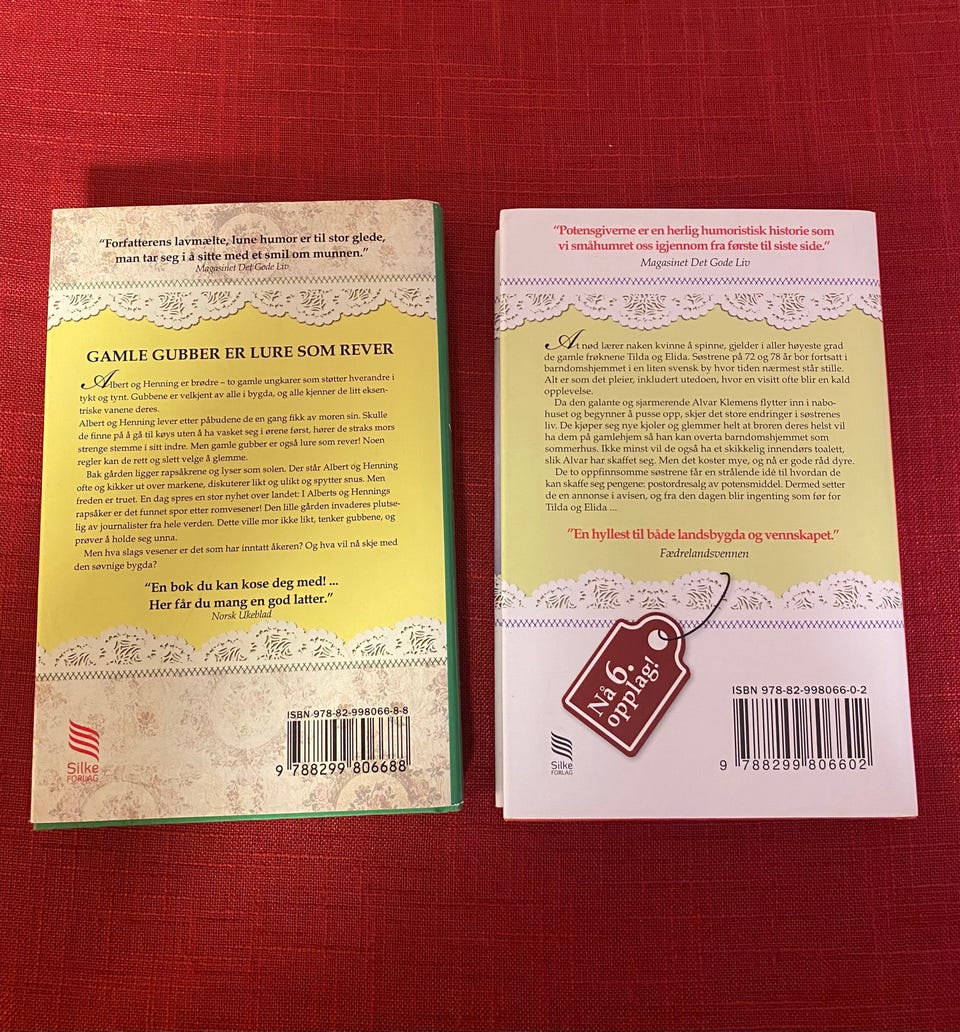 “Forfatterens lavmælte, lune humor er til stor glede,
man tar seg i å sitte med et smil om munnen.”
Magasinet Det Gode Liv
GAMLE GUBBER ER LURE SOM REVER
Albert og Henning er brødre – to gamle ungkarer som støtter hverandre i
tykt og tynt. Gubbene er velkjent av alle i bygda, og alle kjenner de litt eksen-
triske vanene deres.
Albert og Henning lever etter påbudene de en gang fikk av moren sin. Skulle
de finne på å gå til køys uten å ha vasket seg i ørene først, hører de straks mors
strenge stemme i sitt indre. Men gamle gubber er også lure som rever! Noen
regler kan de rett og slett velge å glemme.
Bak gården ligger rapsåkrene og lyser som solen. Der står Albert og Henning
ofte og kikker ut over markene, diskuterer likt og ulikt og spytter snus. Men
freden er truet. En dag spres en stor nyhet over landet: I Alberts og Hennings
rapsåker er det funnet spor etter romvesener! Den lille gården invaderes plutse-
lig av journalister fra hele verden. Dette ville mor ikke likt, tenker gubbene, og
prøver å holde seg unna.
Men hva slags vesener er det som har inntatt åkeren? Og hva vil nå skje med
den søvnige bygda?
“En bok du kan kose deg med! ...
Her får du mang en god latter.”
Norsk Ukeblad
Silke
FORLAG
ISBN 978-82-998066-8-8
9 788299 806688
“Potensgiverne er en herlig humoristisk historie som
vi småhumret oss igjennom fra første til siste side.”
Magasinet Det Gode Liv
At nød lærer naken kvinne å spinne, gjelder i aller høyeste grad
de gamle frøknene Tilda og Elida. Søstrene på 72 og 78 år bor fortsatt i
barndomshjemmet i en liten svensk by hvor tiden nærmest står stille.
Alt er som det pleier, inkludert utedoen, hvor en visitt ofte blir en kald
opplevelse.
Da den galante og sjarmerende Alvar Klemens flytter inn i nabo-
huset og begynner å pusse opp, skjer det store endringer i søstrenes
liv. De kjøper seg nye kjoler og glemmer helt at broren deres helst vil
ha dem på gamlehjem så han kan overta barndomshjemmet som
sommerhus. Ikke minst vil de også ha et skikkelig innendørs toalett,
slik Alvar har skaffet seg. Men det koster mye, og nå er gode råd dyre.
De to oppfinnsomme søstrene får en strålende idé til hvordan de
kan skaffe seg pengene: postordresalg av potensmiddel. Dermed setter
de en annonse i avisen, og fra den dagen blir ingenting som før for
Tilda og Elida ...
”En hyllest til både landsbygda og vennskapet.”
Fædrelandsvennen
Nå 6.
opplag!
Silke
FORLAG
ISBN 978-82-998066-0-2
9 788299 806602